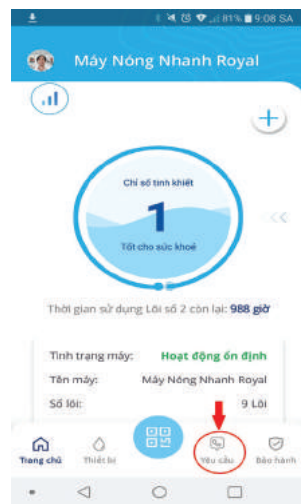 81% 9:08 SA
Máy Nóng Nhanh Royal
Chỉ số tinh khiết
1
Tốt cho sức khoẻ
Thời gian sử dụng Lõi số 2 còn lại: 988 giờ
Tình trạng máy: Hoạt động ổn định
Tên máy: Máy Nóng Nhanh Royal
Số lõi: 9 Lõi
Trang chủ Thiết bị Yêu cầu Bảo hành